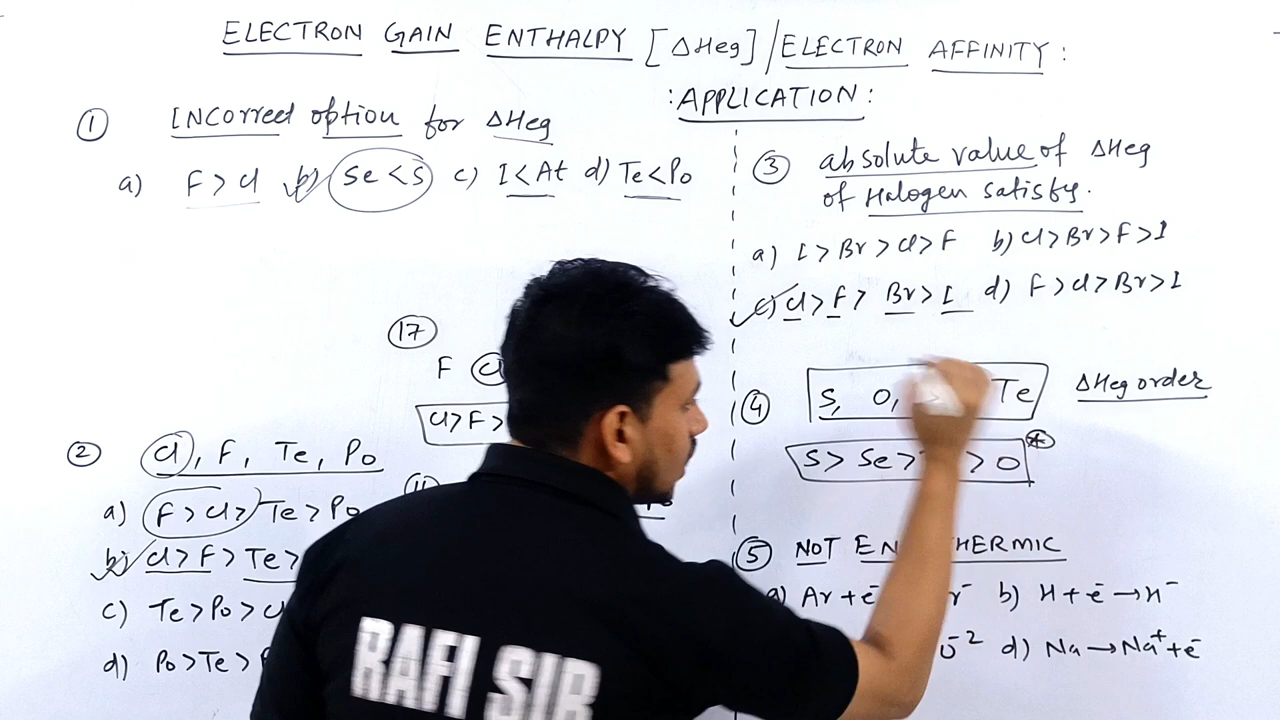 ELECTRON GAIN ENTHALPY [ΔHeg] / ELECTRON AFFINITY :
: APPLICATION :
① INCorrect option for ΔHeg
a) F > Cl b) Se < S c) I < At d) Te < Po
⑰
F Cl
Cl > F >
② Cl, F, Te, Po
a) F > Cl > Te > Po
b) Cl > F > Te >
c) Te > Po > Cl
d) Po > Te >
③ absolute value of ΔHeg
of Halogen satisfy.
a) I > Br > Cl > F b) Cl > Br > F > I
c) Cl > F > Br > I d) F > Cl > Br > I
④ S, O, Te ΔHeg order
S > Se > > O *
⑤ NOT EN THERMIC
a) Ar + e⁻ b) H + e⁻ → H⁻
d) Na → Na⁺ + e⁻
RAFI SIR